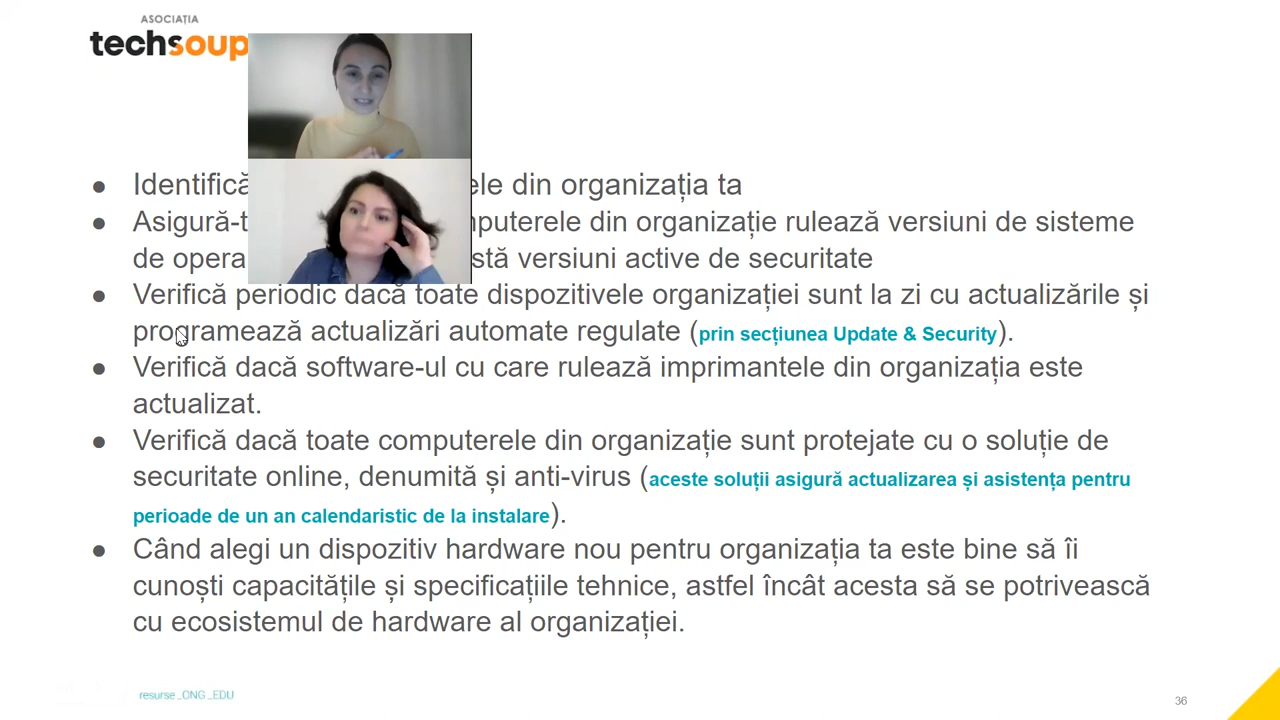 ASOCIAȚIA
techsoup
● Identifică ele din organizația ta
● Asigură-t mputerele din organizație rulează versiuni de sisteme
de opera stă versiuni active de securitate
● Verifică periodic dacă toate dispozitivele organizației sunt la zi cu actualizările și
programează actualizări automate regulate (prin secțiunea Update & Security).
● Verifică dacă software-ul cu care rulează imprimantele din organizația este
actualizat.
● Verifică dacă toate computerele din organizație sunt protejate cu o soluție de
securitate online, denumită și anti-virus (aceste soluții asigură actualizarea și asistența pentru
perioade de un an calendaristic de la instalare).
● Când alegi un dispozitiv hardware nou pentru organizația ta este bine să îi
cunoști capacitățile și specificațiile tehnice, astfel încât acesta să se potrivească
cu ecosistemul de hardware al organizației.
resurse_ONG_EDU
36